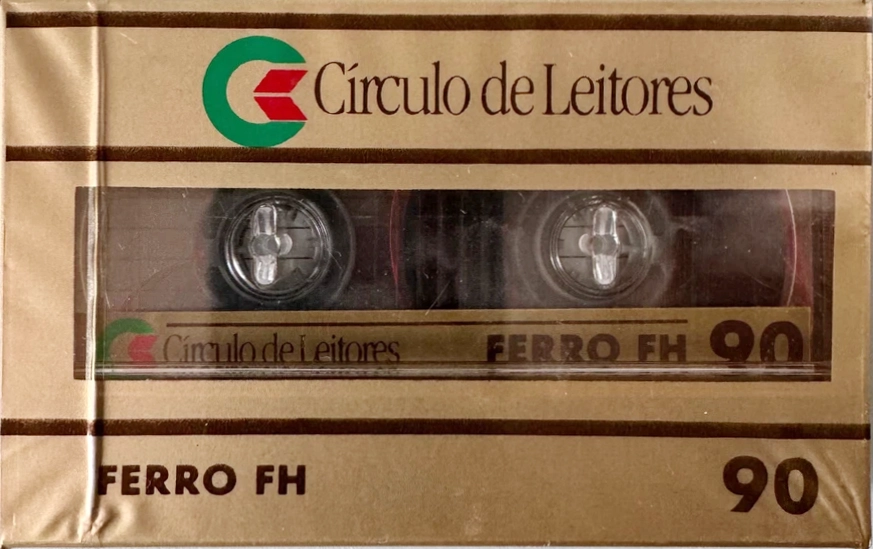 Círculo de Leitores
Círculo de Leitores FERRO FH 90
FERRO FH 90